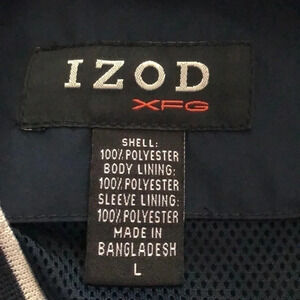 IZOD
XFG
SHELL:
100% POLYESTER
BODY LINING:
100% POLYESTER
SLEEVE LINING:
100% POLYESTER
MADE IN
BANGLADESH
L